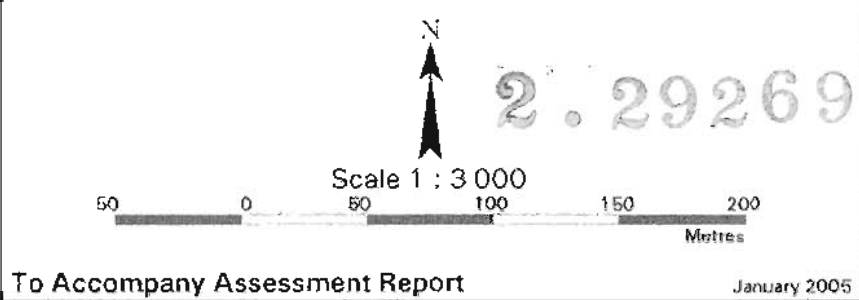 N
2.29269
Scale 1 : 3 000
50 0 50 100 150 200
Metres
To Accompany Assessment Report January 2005